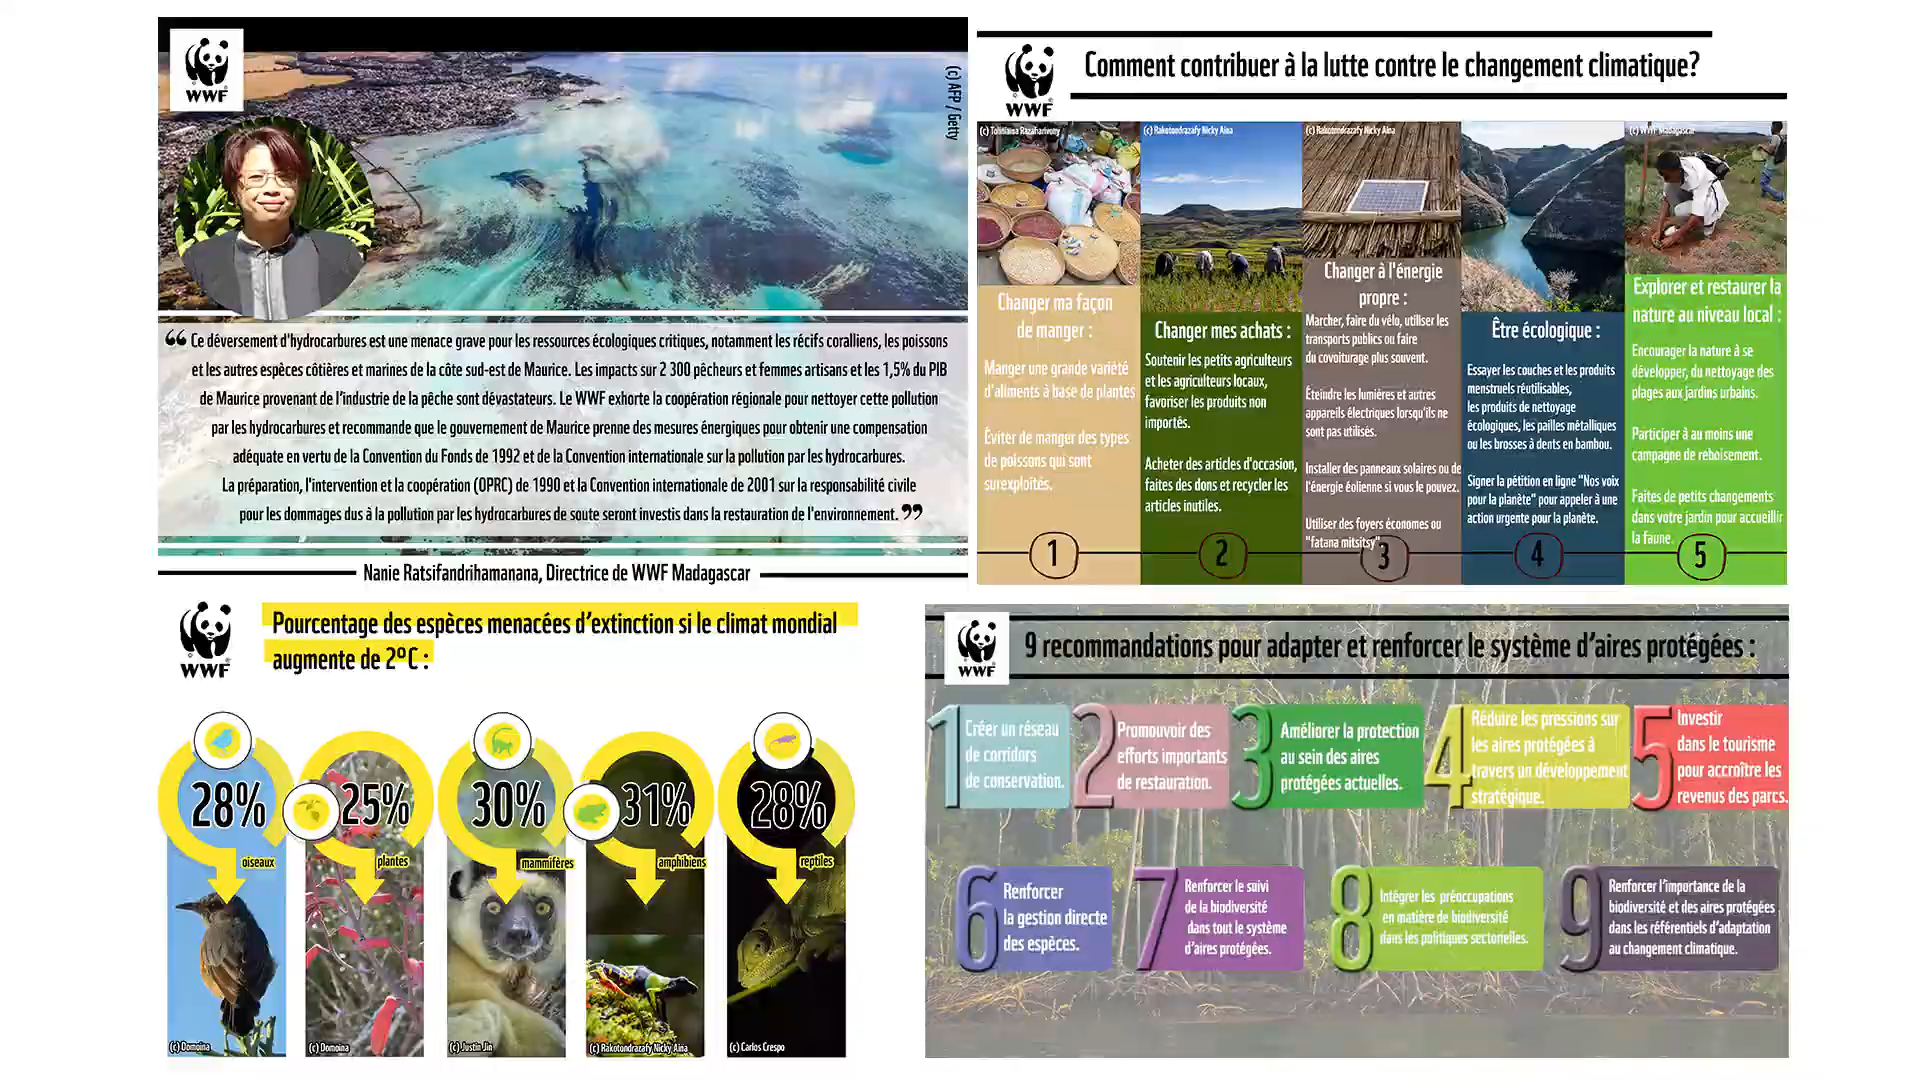 WWF
(c) AFP / Getty
“ Ce déversement d'hydrocarbures est une menace grave pour les ressources écologiques critiques, notamment les récifs coralliens, les poissons
et les autres espèces côtières et marines de la côte sud-est de Maurice. Les impacts sur 2 300 pêcheurs et femmes artisans et les 1,5% du PIB
de Maurice provenant de l'industrie de la pêche sont dévastateurs. Le WWF exhorte la coopération régionale pour nettoyer cette pollution
par les hydrocarbures et recommande que le gouvernement de Maurice prenne des mesures énergiques pour obtenir une compensation
adéquate en vertu de la Convention du Fonds de 1992 et de la Convention internationale sur la pollution par les hydrocarbures.
La préparation, l'intervention et la coopération (OPRC) de 1990 et la Convention internationale de 2001 sur la responsabilité civile
pour les dommages dus à la pollution par les hydrocarbures de soute seront investis dans la restauration de l'environnement. ”
Nanie Ratsifandrihamanana, Directrice de WWF Madagascar
WWF
Comment contribuer à la lutte contre le changement climatique?
(c) Tolintaina Razaharivony
Changer ma façon
de manger :
Manger une grande variété
d'aliments à base de plantes
Éviter de manger des types
de poissons qui sont
surexploités.
1
(c) Rakotondrazafy Nicky Aina
Changer mes achats :
Soutenir les petits agriculteurs
et les agriculteurs locaux,
favoriser les produits non
importés.
Acheter des articles d'occasion,
faites des dons et recycler les
articles inutiles.
2
(c) Rakotondrazafy Nicky Aina
Changer à l'énergie
propre :
Marcher, faire du vélo, utiliser les
transports publics ou faire
du covoiturage plus souvent.
Éteindre les lumières et autres
appareils électriques lorsqu'ils ne
sont pas utilisés.
Installer des panneaux solaires ou de
l'énergie éolienne si vous le pouvez.
Utiliser des foyers économes ou
"fatana mitsitsy"
3
Être écologique :
Essayer les couches et les produits
menstruels réutilisables,
les produits de nettoyage
écologiques, les pailles métalliques
ou les brosses à dents en bambou.
Signer la pétition en ligne "Nos voix
pour la planète" pour appeler à une
action urgente pour la planète.
4
(c) WWF Madagascar
Explorer et restaurer la
nature au niveau local :
Encourager la nature à se
développer, du nettoyage des
plages aux jardins urbains.
Participer à au moins une
campagne de reboisement.
Faites de petits changements
dans votre jardin pour accueillir
la faune.
5
WWF
Pourcentage des espèces menacées d'extinction si le climat mondial
augmente de 2°C :
28%
oiseaux
(c) Domoina
25%
plantes
(c) Domoina
30%
mammifères
(c) Justin Jin
31%
amphibiens
(c) Rakotondrazafy Nicky Aina
28%
reptiles
(c) Carlos Crespo
WWF
9 recommandations pour adapter et renforcer le système d'aires protégées :
1
Créer un réseau
de corridors
de conservation.
2
Promouvoir des
efforts importants
de restauration.
3
Améliorer la protection
au sein des aires
protégées actuelles.
4
Réduire les pressions sur
les aires protégées à
travers un développement
stratégique.
5
Investir
dans le tourisme
pour accroître les
revenus des parcs.
6
Renforcer
la gestion directe
des espèces.
7
Renforcer le suivi
de la biodiversité
dans tout le système
d'aires protégées.
8
Intégrer les préoccupations
en matière de biodiversité
dans les politiques sectorielles.
9
Renforcer l'importance de la
biodiversité et des aires protégées
dans les référentiels d'adaptation
au changement climatique.